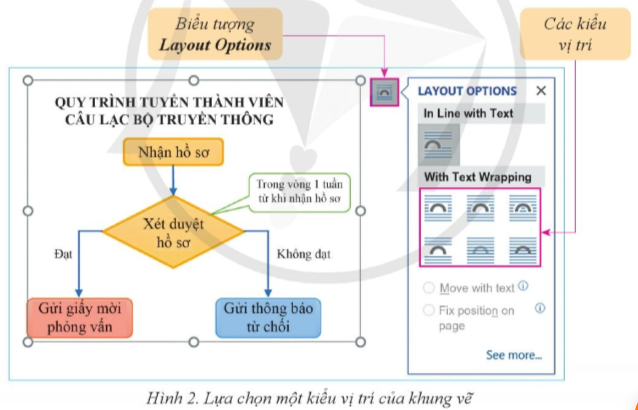 Biểu tượng
Layout Options
Các kiểu
vị trí
QUY TRÌNH TUYỂN THÀNH VIÊN
CÂU LẠC BỘ TRUYỀN THÔNG
Nhận hồ sơ
Trong vòng 1 tuần
từ khi nhận hồ sơ
Xét duyệt
hồ sơ
Đạt
Không đạt
Gửi giấy mời
phỏng vấn
Gửi thông báo
từ chối
LAYOUT OPTIONS
In Line with Text
With Text Wrapping
Move with text
Fix position on
page
See more...
Hình 2. Lựa chọn một kiểu vị trí của khung vẽ